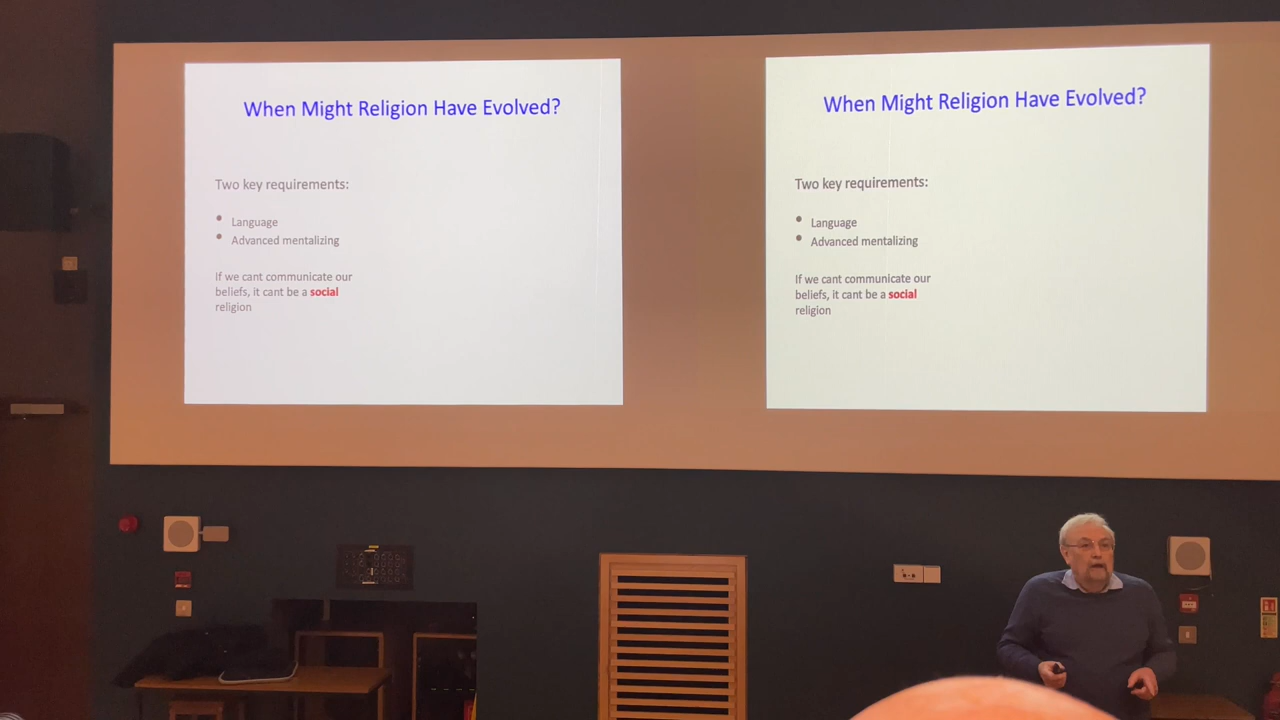 When Might Religion Have Evolved?
Two key requirements:
• Language
• Advanced mentalizing
If we cant communicate our
beliefs, it cant be a social
religion
When Might Religion Have Evolved?
Two key requirements:
• Language
• Advanced mentalizing
If we cant communicate our
beliefs, it cant be a social
religion